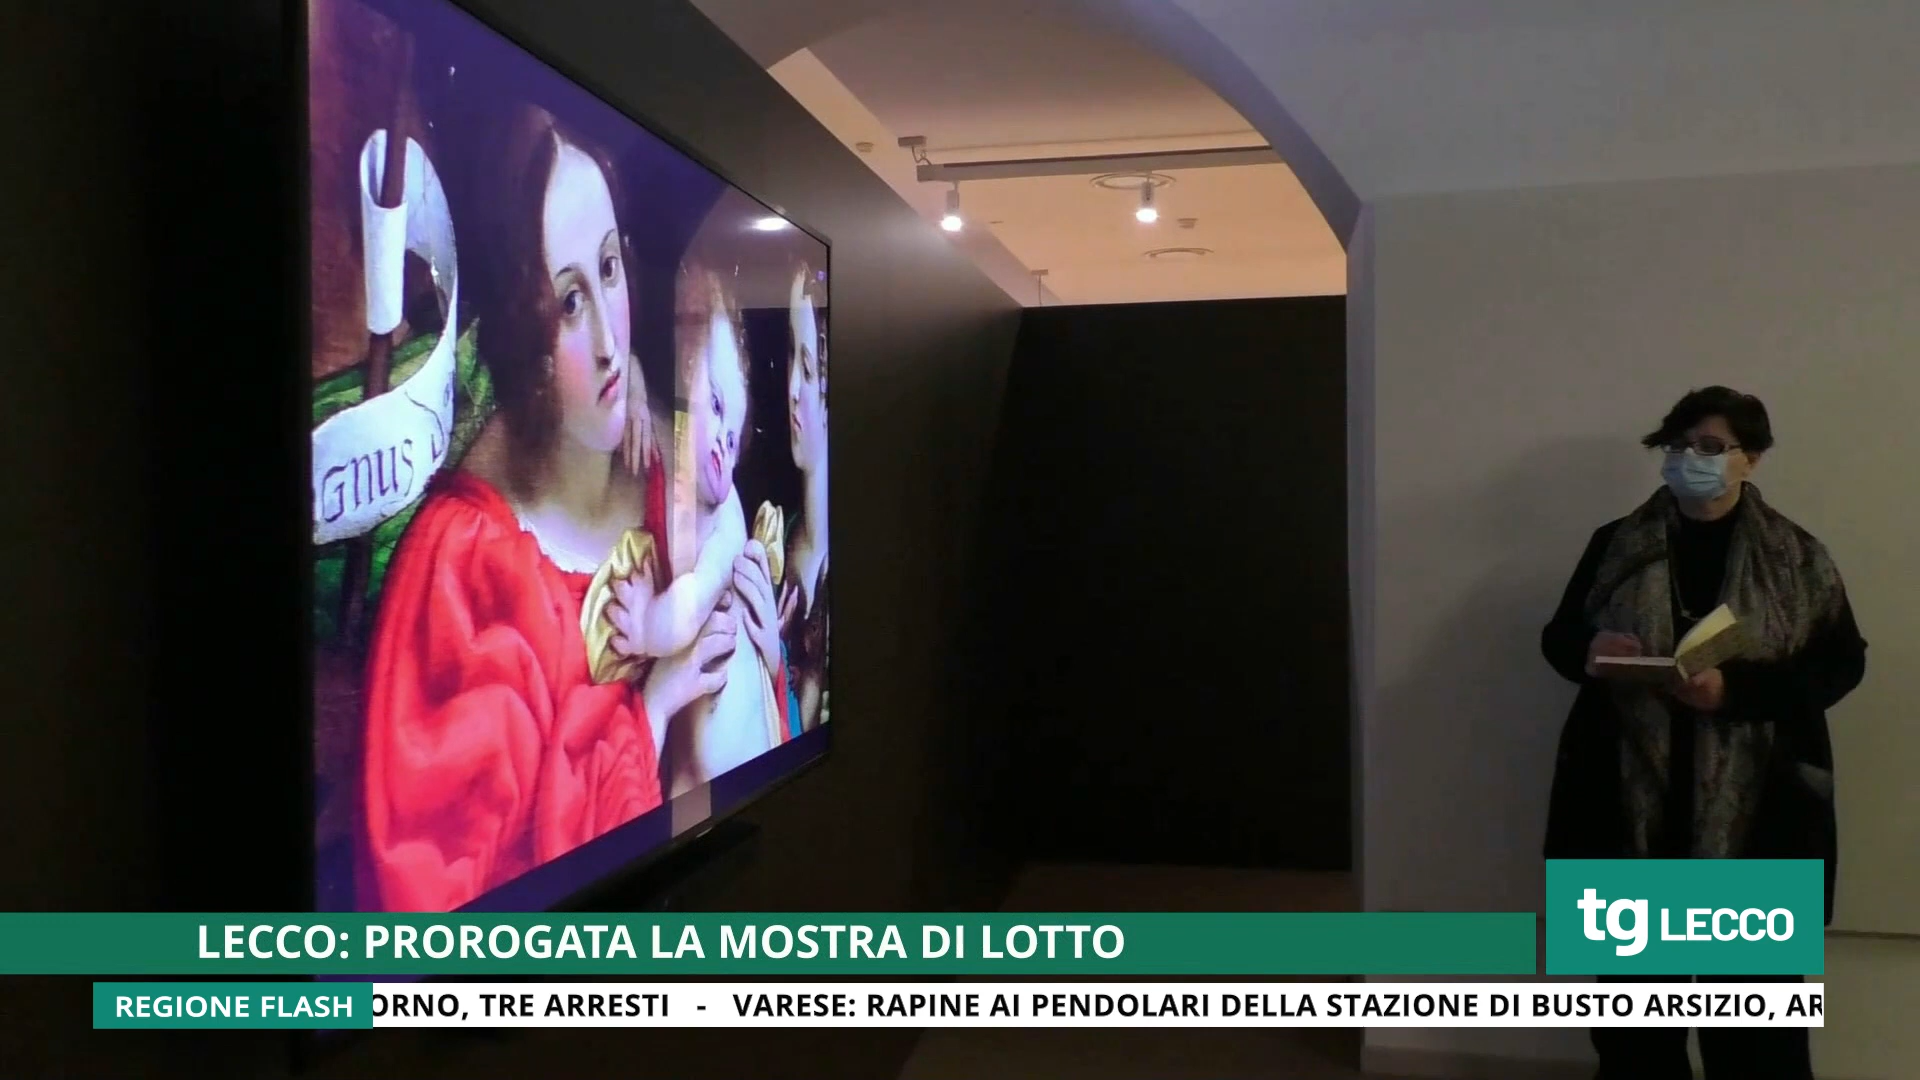 GNUS
LECCO: PROROGATA LA MOSTRA DI LOTTO
tg LECCO
REGIONE FLASH
ORNO, TRE ARRESTI - VARESE: RAPINE AI PENDOLARI DELLA STAZIONE DI BUSTO ARSIZIO, AR